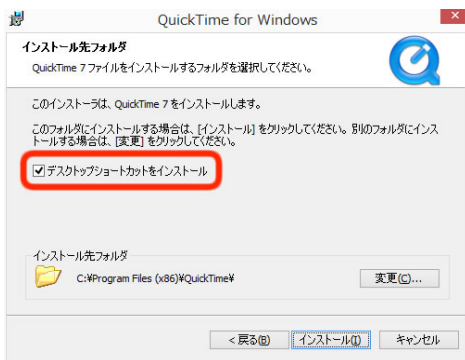 QuickTime for Windows
インストール先フォルダ
QuickTime 7 ファイルをインストールするフォルダを選択してください。
このインストーラは、QuickTime 7 をインストールします。
このフォルダにインストールする場合は、[インストール] をクリックしてください。別のフォルダにインス
トールする場合は、[変更] をクリックしてください。
デスクトップショートカットをインストール
インストール先フォルダ
C:¥Program Files (x86)¥QuickTime¥
変更(C)...
< 戻る(B)
インストール(I)
キャンセル